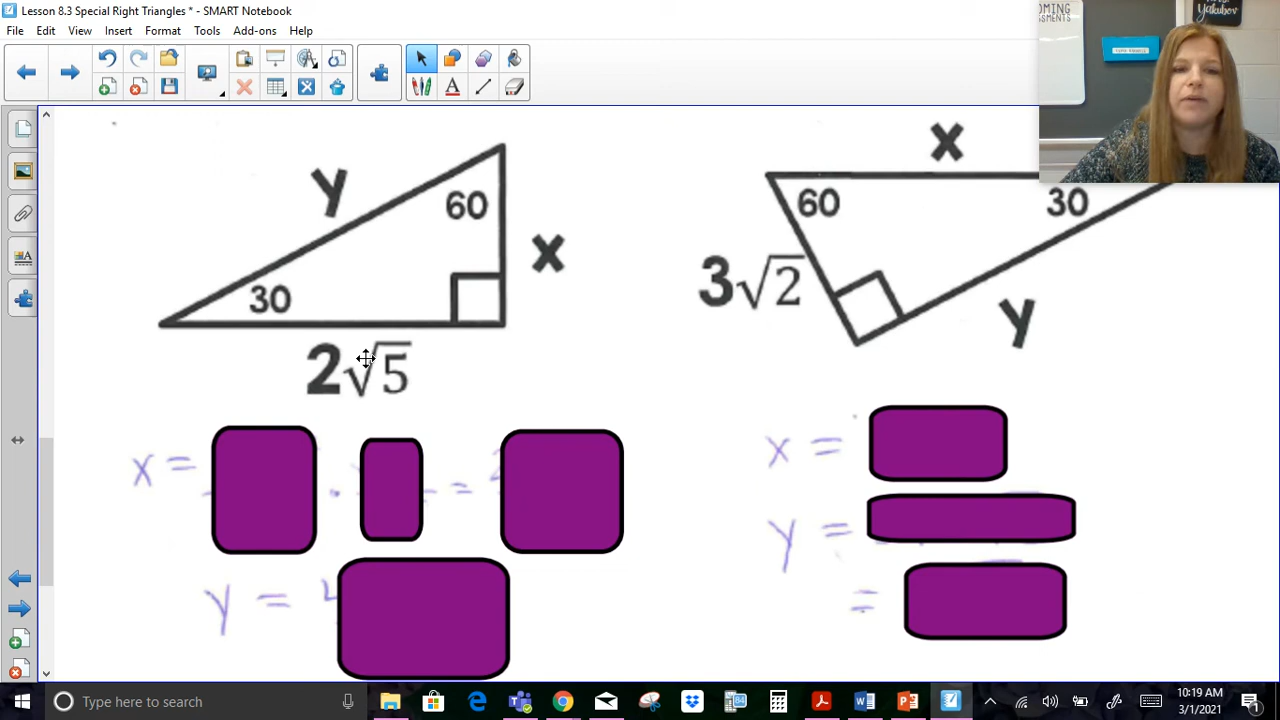 Lesson 8.3 Special Right Triangles * - SMART Notebook
File Edit View Insert Format Tools Add-ons Help
y
60
x
30
2√5
x
60
30
3√2
y
x =
· =
y = 4
x =
y =
=
Type here to search
10:19 AM
3/1/2021